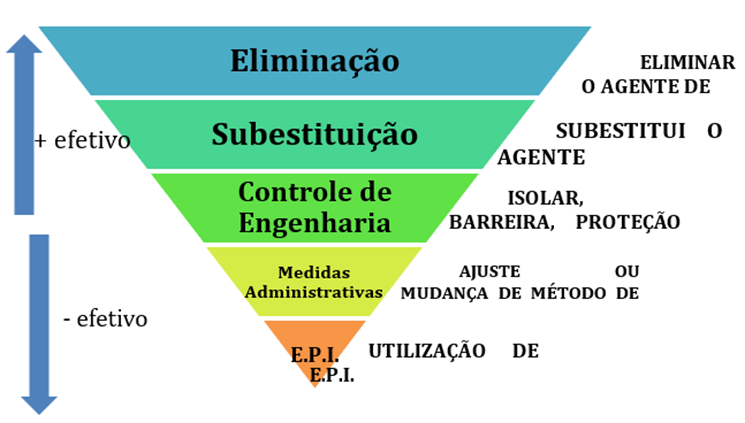 Eliminação
ELIMINAR
O AGENTE DE
+ efetivo
Subestituição
SUBESTITUI O
AGENTE
Controle de
Engenharia
ISOLAR,
BARREIRA, PROTEÇÃO
Medidas
Administrativas
AJUSTE OU
MUDANÇA DE MÉTODO DE
- efetivo
E.P.I.
E.P.I.
UTILIZAÇÃO DE